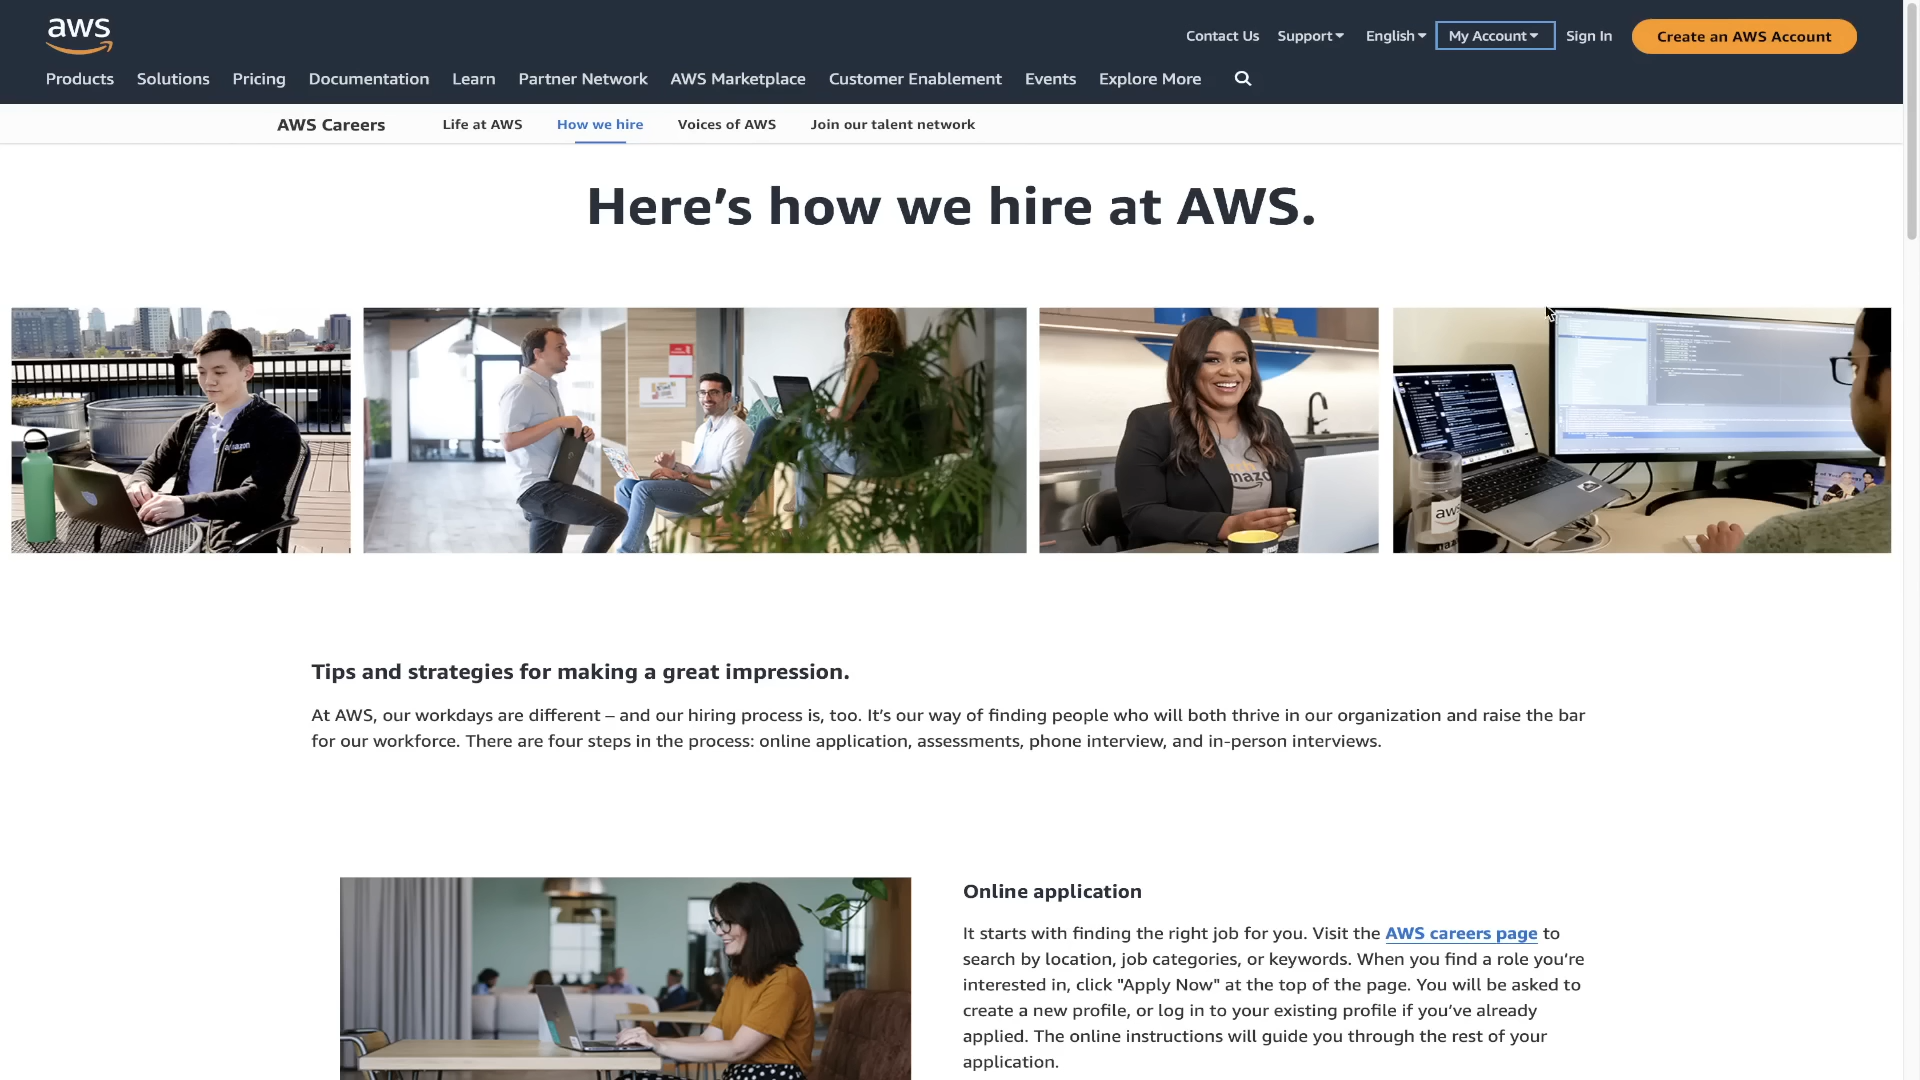 aws
Contact Us Support English My Account Sign In Create an AWS Account
Products Solutions Pricing Documentation Learn Partner Network AWS Marketplace Customer Enablement Events Explore More
AWS Careers Life at AWS How we hire Voices of AWS Join our talent network
Here's how we hire at AWS.
amazon
aws
Tips and strategies for making a great impression.
At AWS, our workdays are different – and our hiring process is, too. It's our way of finding people who will both thrive in our organization and raise the bar
for our workforce. There are four steps in the process: online application, assessments, phone interview, and in-person interviews.
Online application
It starts with finding the right job for you. Visit the AWS careers page to
search by location, job categories, or keywords. When you find a role you're
interested in, click "Apply Now" at the top of the page. You will be asked to
create a new profile, or log in to your existing profile if you've already
applied. The online instructions will guide you through the rest of your
application.